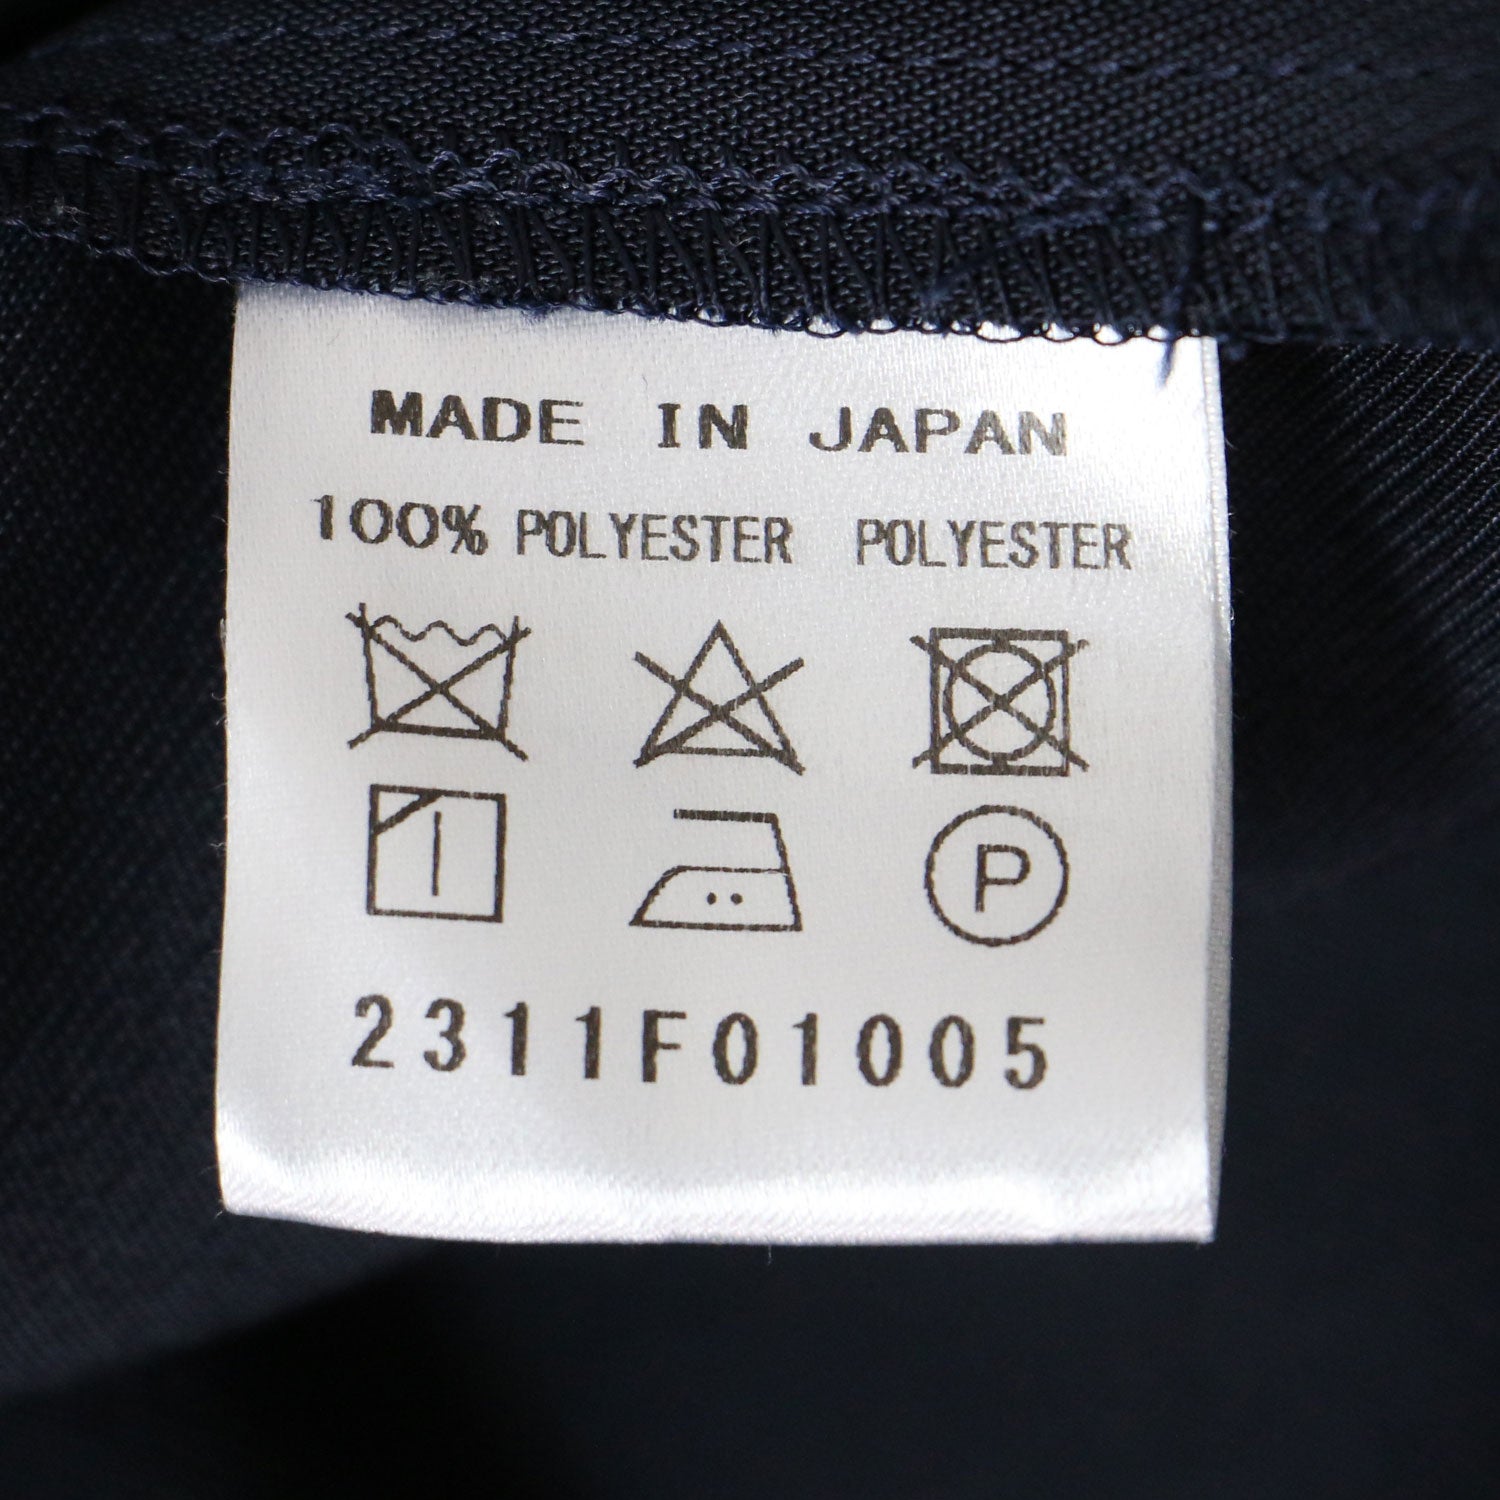 MADE IN JAPAN
100% POLYESTER POLYESTER
P
2311F01005